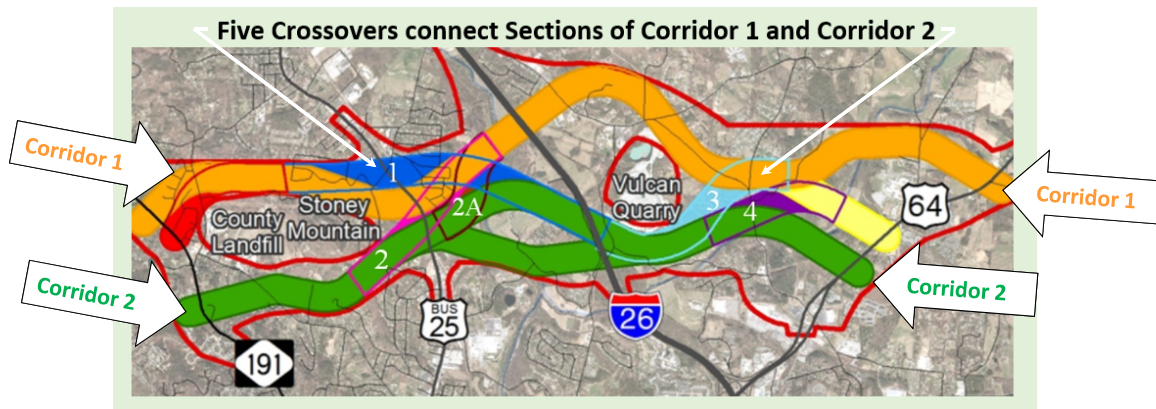 Five Crossovers connect Sections of Corridor 1 and Corridor 2
Corridor 1
1
County
Landfill
Stoney
Mountain
2A
2
Vulcan
Quarry
3
4
64
Corridor 1
Corridor 2
Corridor 2
BUS
25
26
191